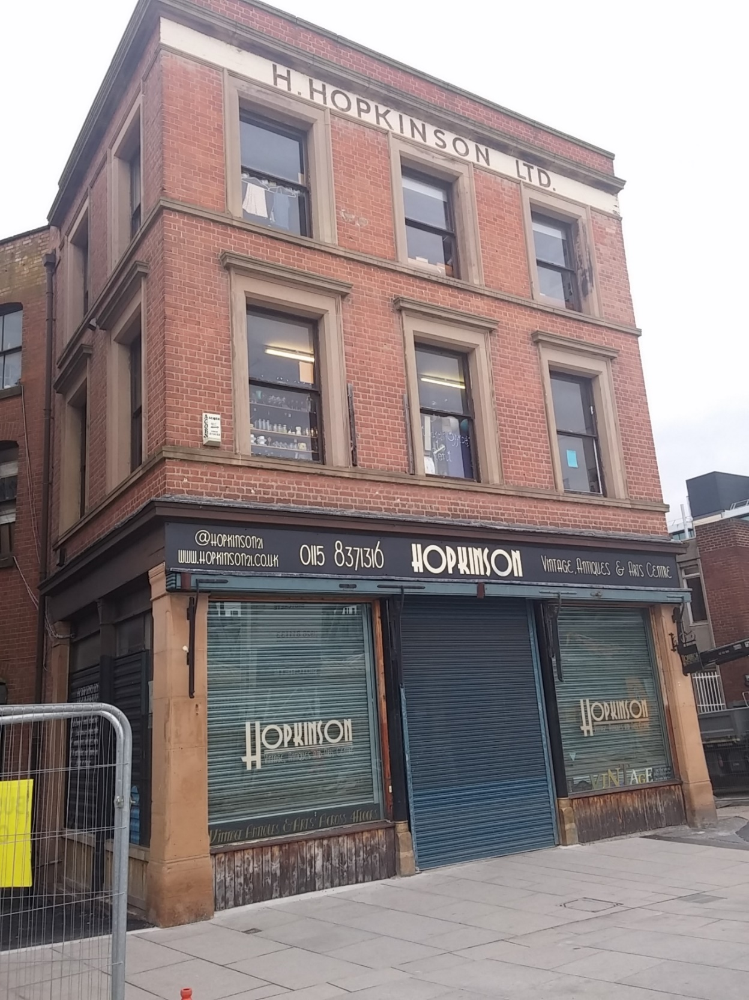 H. HOPKINSON LTD.
ACORN
@HOPKINSON21
WWW.HOPKINSON21.CO.UK
0115 8371316
HOPKINSON
VINTAGE, ANTIQUES & ARTS CENTRE
HOPKINSON
VINTAGE, ANTIQUES AND ARTS CENTRE
HOPKINSON
VINTAGE
VINTAGE ANTIQUES & ARTS ACROSS 4 FLOORS